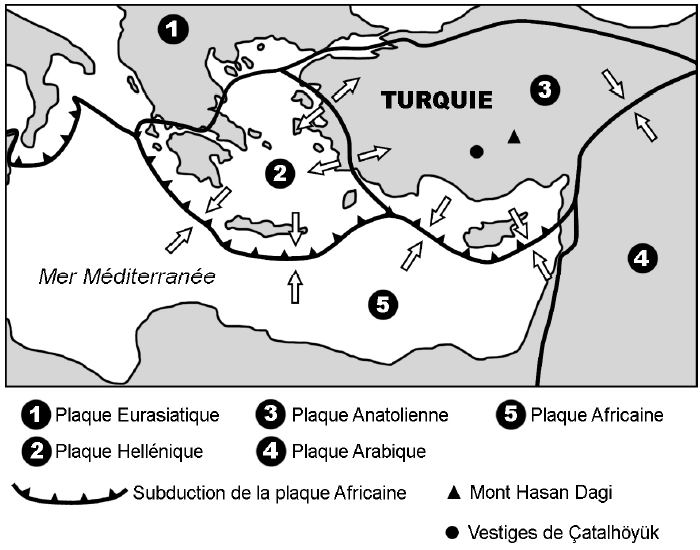 1
TURQUIE
3
2
4
Mer Méditerranée
5
1 Plaque Eurasiatique
3 Plaque Anatolienne
5 Plaque Africaine
2 Plaque Hellénique
4 Plaque Arabique
Subduction de la plaque Africaine
Mont Hasan Dagi
Vestiges de Çatalhöyük